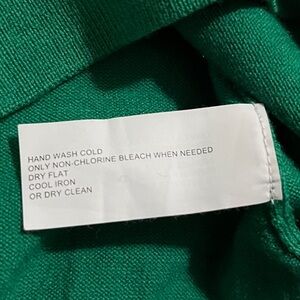 HAND WASH COLD
ONLY NON-CHLORINE BLEACH WHEN NEEDED
DRY FLAT
COOL IRON
OR DRY CLEAN